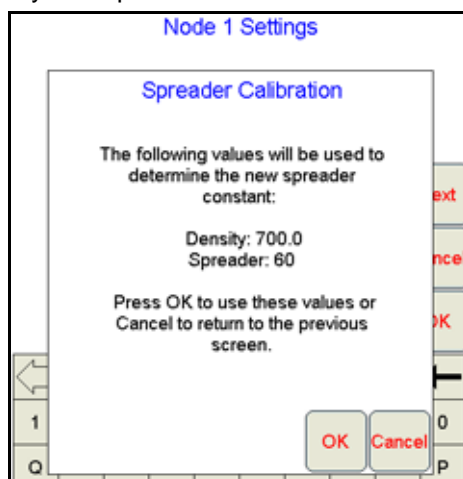 Node 1 Settings
Spreader Calibration
The following values will be used to
determine the new spreader
constant:
Density: 700.0
Spreader: 60
Press OK to use these values or
Cancel to return to the previous
screen.
ext
nce
OK Cancel
1 0
Q P